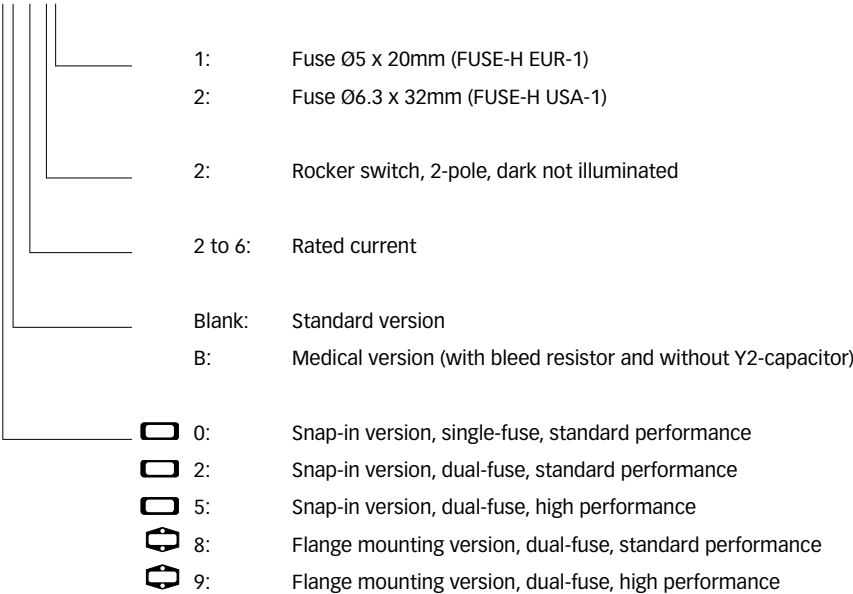 1: Fuse Ø5 x 20mm (FUSE-H EUR-1)
2: Fuse Ø6.3 x 32mm (FUSE-H USA-1)
2: Rocker switch, 2-pole, dark not illuminated
2 to 6: Rated current
Blank: Standard version
B: Medical version (with bleed resistor and without Y2-capacitor)
0: Snap-in version, single-fuse, standard performance
2: Snap-in version, dual-fuse, standard performance
5: Snap-in version, dual-fuse, high performance
8: Flange mounting version, dual-fuse, standard performance
9: Flange mounting version, dual-fuse, high performance